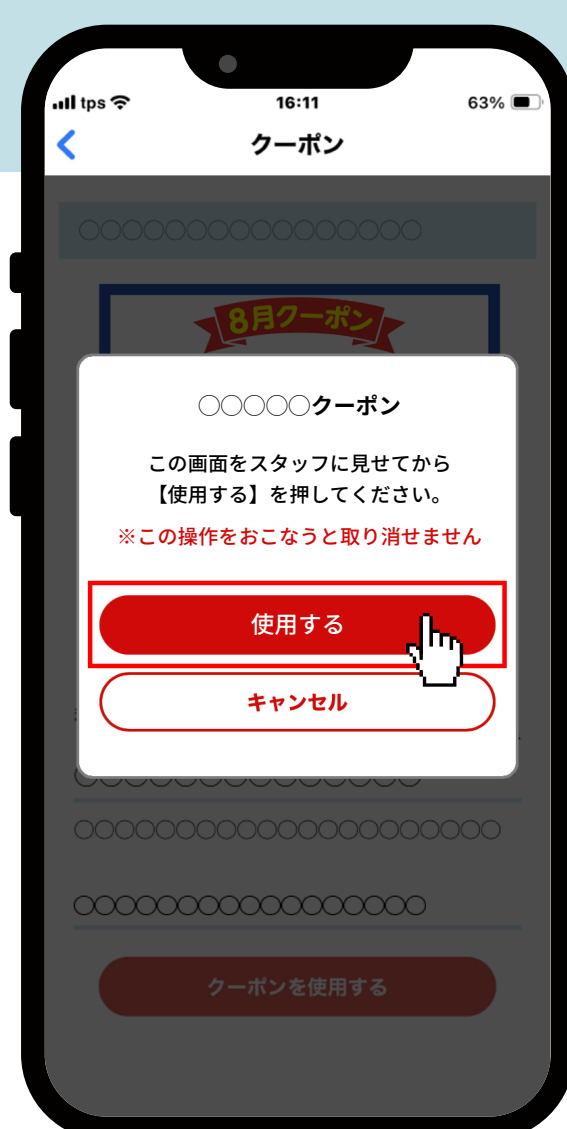 tps
16:11
63%
クーポン
○○○○○○○○○○○○○○○○
8月クーポン
○○○○○クーポン
この画面をスタッフに見せてから
【使用する】を押してください。
※この操作をおこなうと取り消せません
使用する
キャンセル
○○○○○○○○○○○○○○○○
○○○○○○○○○○○○○○○○○○○○○
○○○○○○○○○○○○○○○○○
クーポンを使用する